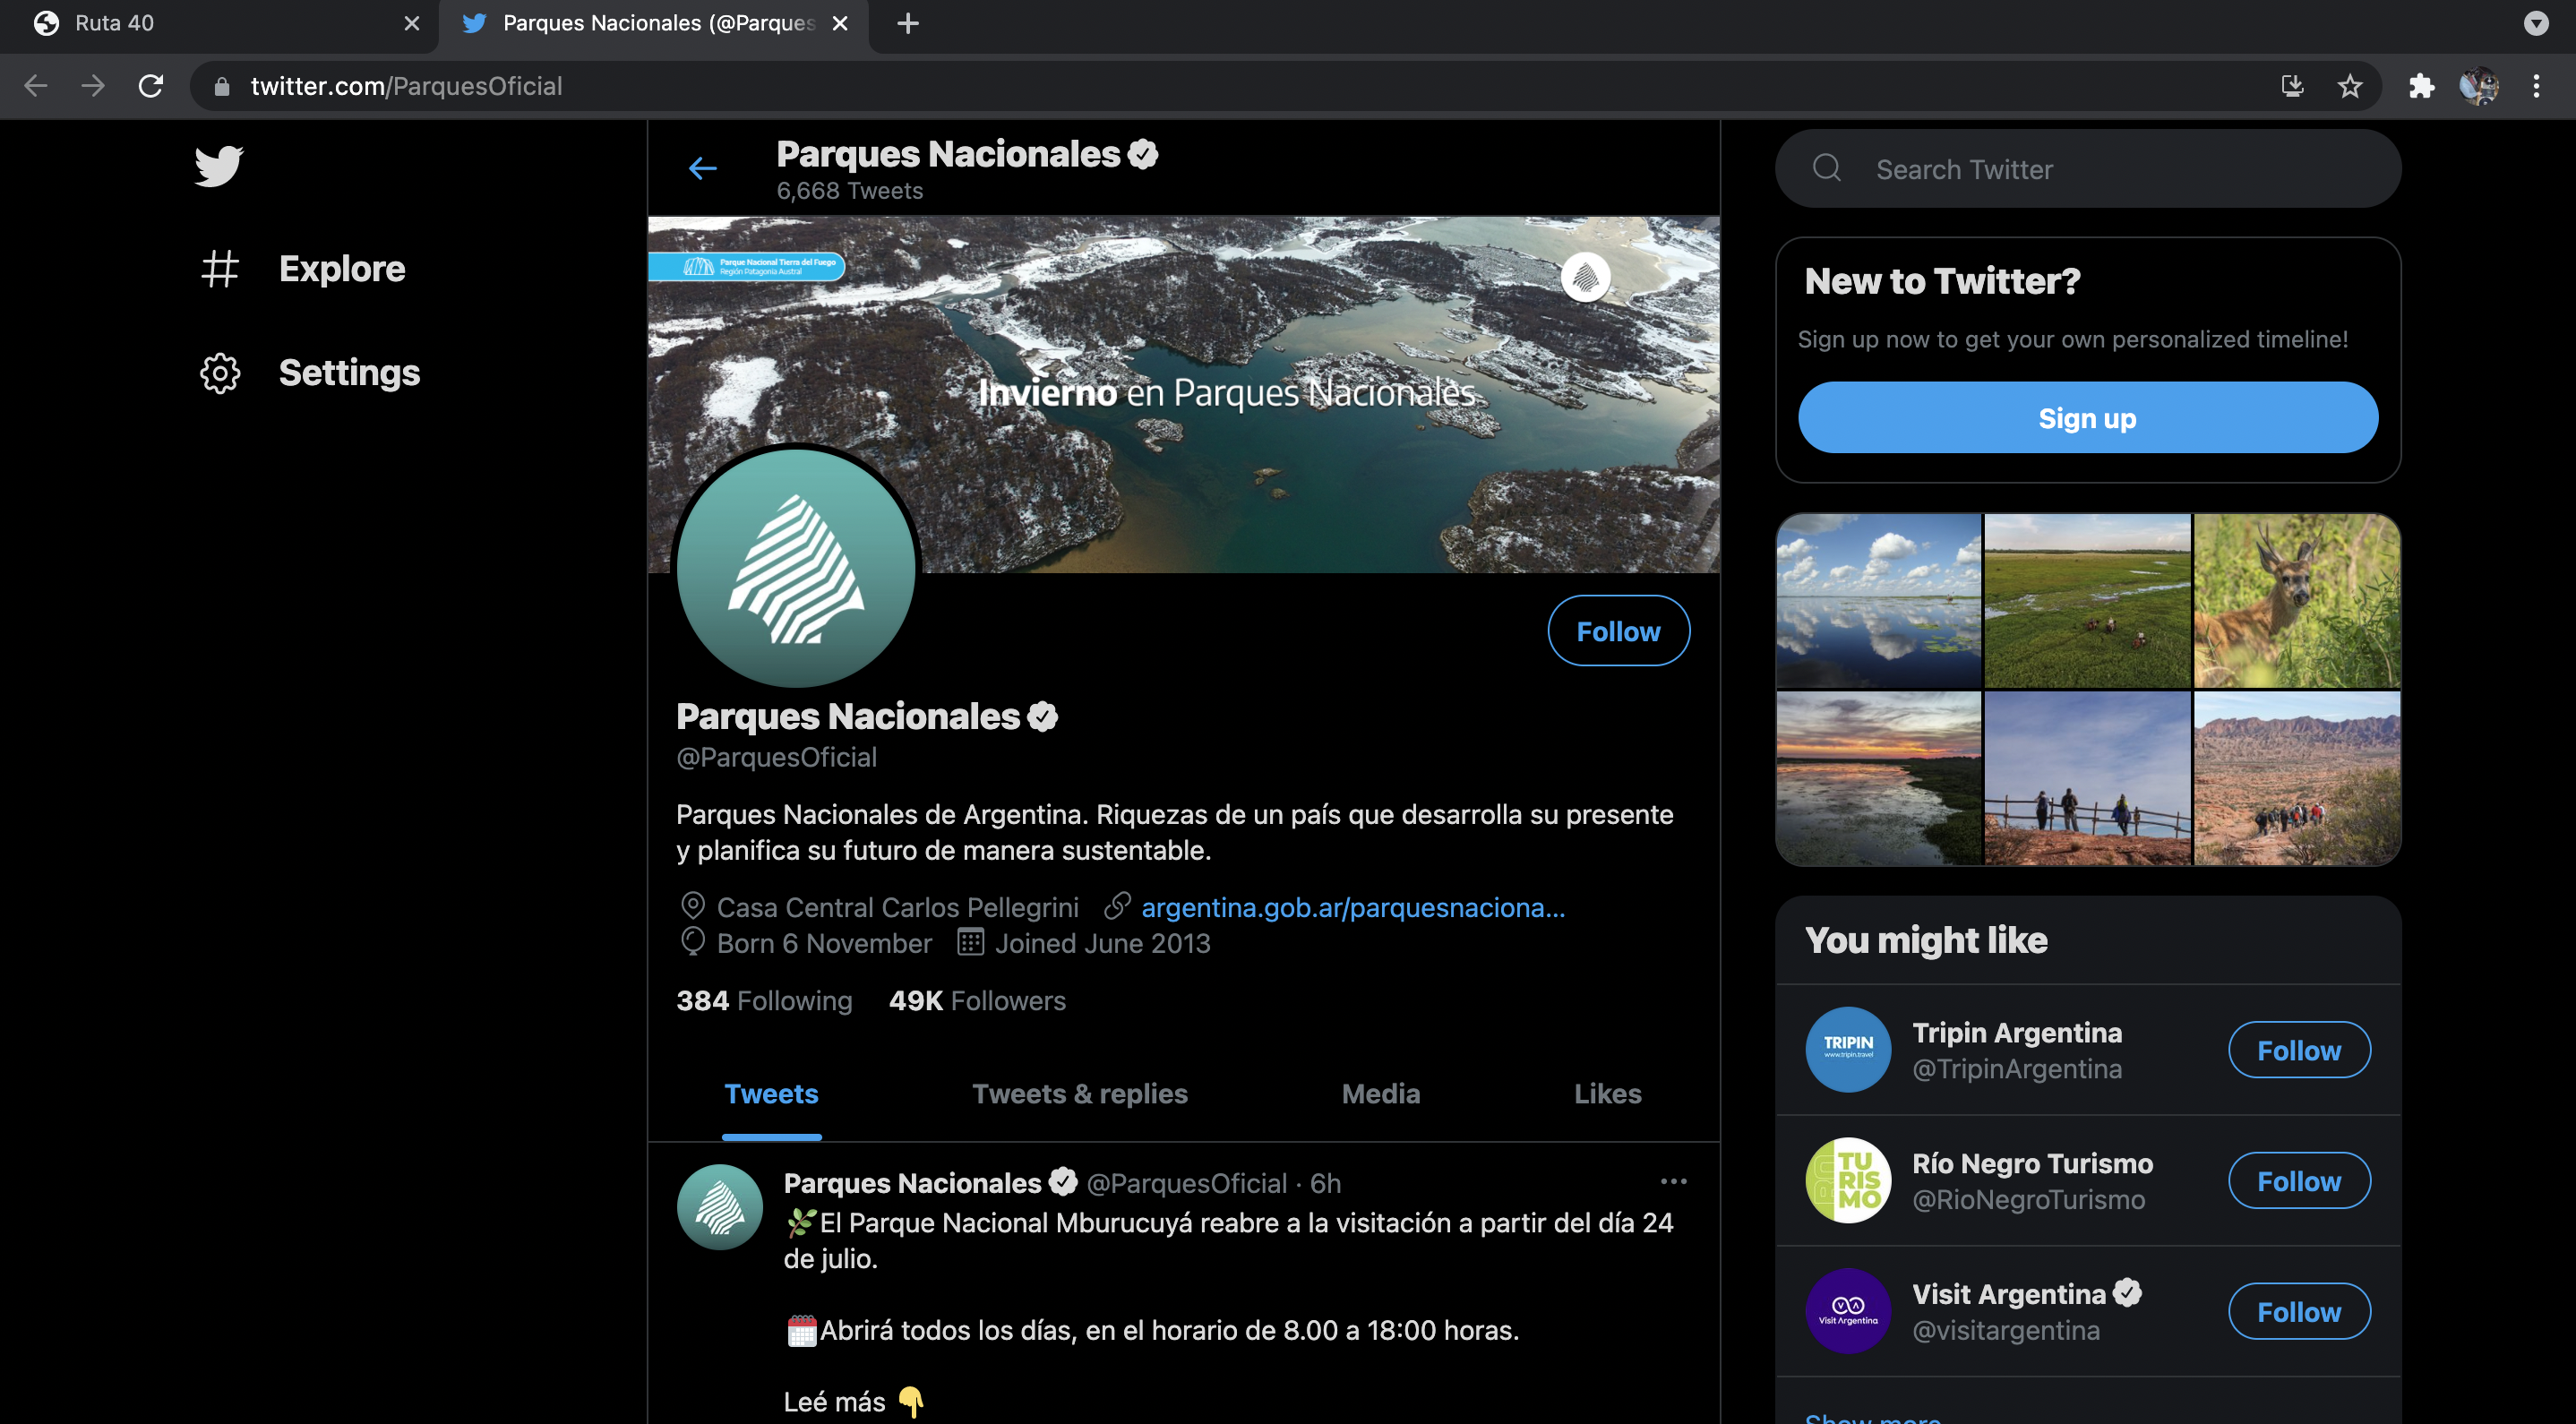 Ruta 40
Parques Nacionales (@Parques
twitter.com/ParquesOficial
Explore
Settings
Parques Nacionales
6,668 Tweets
Parque Nacional Tierra del Fuego
Región Patagonia Austral
Invierno en Parques Nacionales
Follow
Parques Nacionales
@ParquesOficial
Parques Nacionales de Argentina. Riquezas de un país que desarrolla su presente
y planifica su futuro de manera sustentable.
Casa Central Carlos Pellegrini argentina.gob.ar/parquesnaciona...
Born 6 November Joined June 2013
384 Following 49K Followers
Tweets Tweets & replies Media Likes
Parques Nacionales @ParquesOficial · 6h
🌿El Parque Nacional Mburucuyá reabre a la visitación a partir del día 24
de julio.
🗓️Abrirá todos los días, en el horario de 8.00 a 18:00 horas.
Leé más 👇
Search Twitter
New to Twitter?
Sign up now to get your own personalized timeline!
Sign up
You might like
TRIPIN
www.tripin.travel
Tripin Argentina
@TripinArgentina
Follow
TU
RIS
MO
Río Negro Turismo
@RioNegroTurismo
Follow
Visit Argentina
Visit Argentina
@visitargentina
Follow
Show more